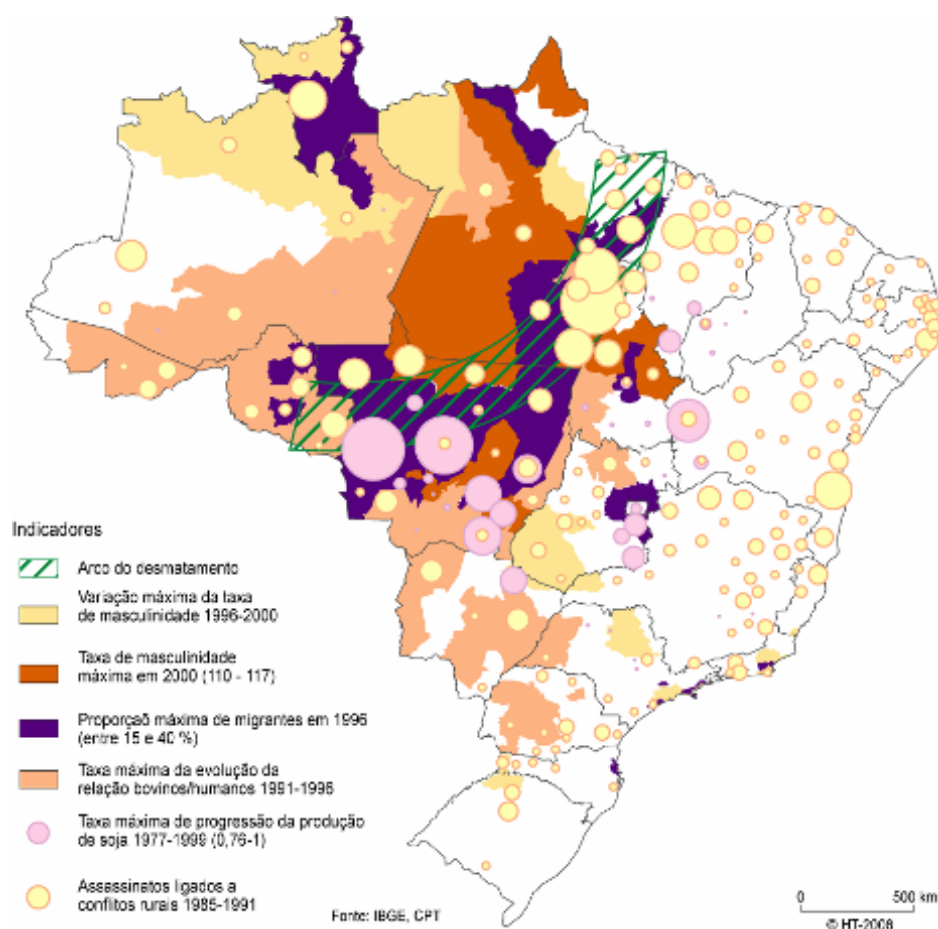 Indicadores
Arco do desmatamento
Variação máxima da taxa
de masculinidade 1996-2000
Taxa de masculinidade
máxima em 2000 (110 - 117)
Proporçaõ máxima de migrantes em 1996
(entre 15 e 40 %)
Taxa máxima da evolução da
relação bovinos/humanos 1991-1996
Taxa máxima de progressão da produção
de soja 1977-1999 (0,76-1)
Assassinatos ligados a
conflitos rurais 1985-1991
Fonte: IBGE, CPT
0 500 km
© HT-2008